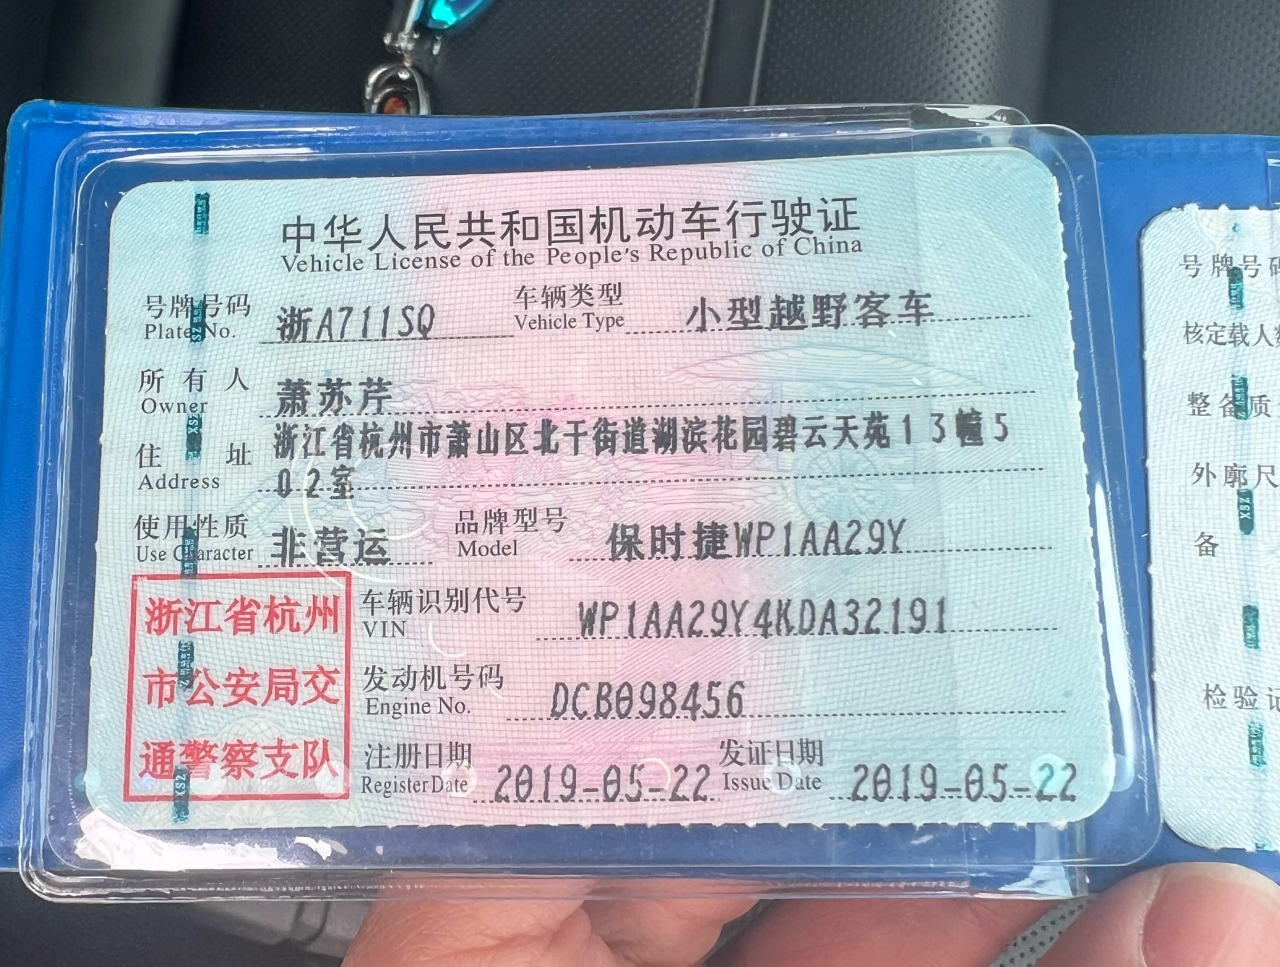 中华人民共和国机动车行驶证
Vehicle License of the People's Republic of China
号牌号码 浙A711SQ 车辆类型 小型越野客车
Plate No. Vehicle Type
所有人 萧苏芹
Owner
住址 浙江省杭州市萧山区北干街道湖滨花园碧云天苑13幢5
Address 02室
使用性质 非营运 品牌型号 保时捷WP1AA29Y
Use Character Model
浙江省杭州
市公安局交
通警察支队
车辆识别代号 WP1AA29Y4KDA32191
VIN
发动机号码 DCB098456
Engine No.
注册日期 2019-05-22 发证日期 2019-05-22
Register Date Issue Date
号牌号码
核定载人数
整备质
外廓尺
备
检验记
XSZ